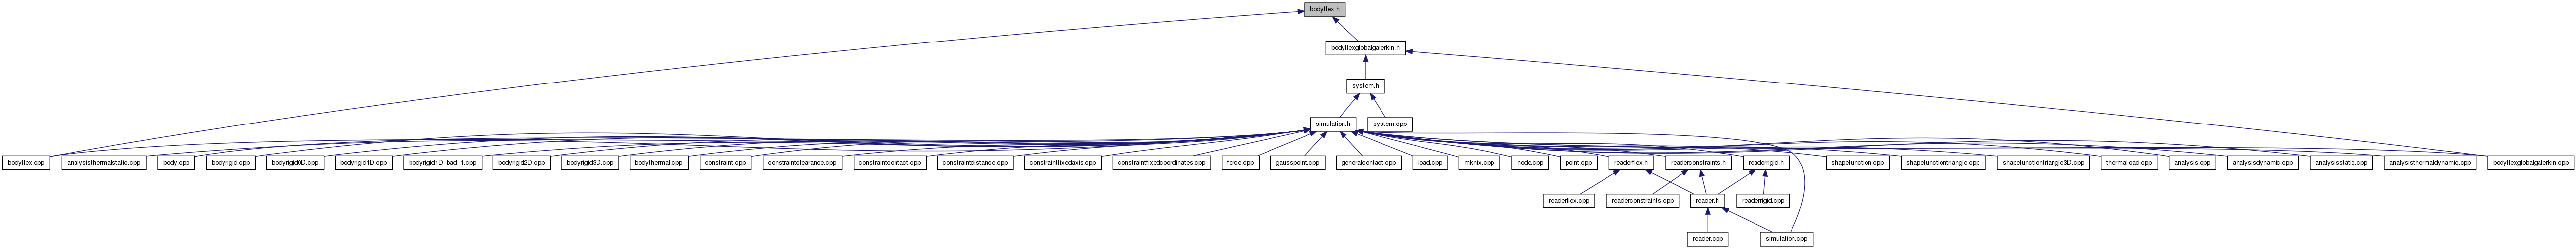 bodyflex.h
bodyflexglobalgalerkin.h
system.h
simulation.h
system.cpp
bodyflex.cpp
analysisthermalstatic.cpp
body.cpp
bodyrigid.cpp
bodyrigid0D.cpp
bodyrigid1D.cpp
bodyrigid1D_bad_1.cpp
bodyrigid2D.cpp
bodyrigid3D.cpp
bodythermal.cpp
constraint.cpp
constraintclearance.cpp
constraintcontact.cpp
constraintdistance.cpp
constraintfixedaxis.cpp
constraintfixedcoordinates.cpp
force.cpp
gausspoint.cpp
generalcontact.cpp
load.cpp
mknix.cpp
node.cpp
point.cpp
readerflex.h
readerconstraints.h
readerrigid.h
shapefunction.cpp
shapefunctiontriangle.cpp
shapefunctiontriangle3D.cpp
thermalload.cpp
analysis.cpp
analysisdynamic.cpp
analysisstatic.cpp
analysisthermaldynamic.cpp
bodyflexglobalgalerkin.cpp
readerflex.cpp
readerconstraints.cpp
reader.h
readerrigid.cpp
reader.cpp
simulation.cpp